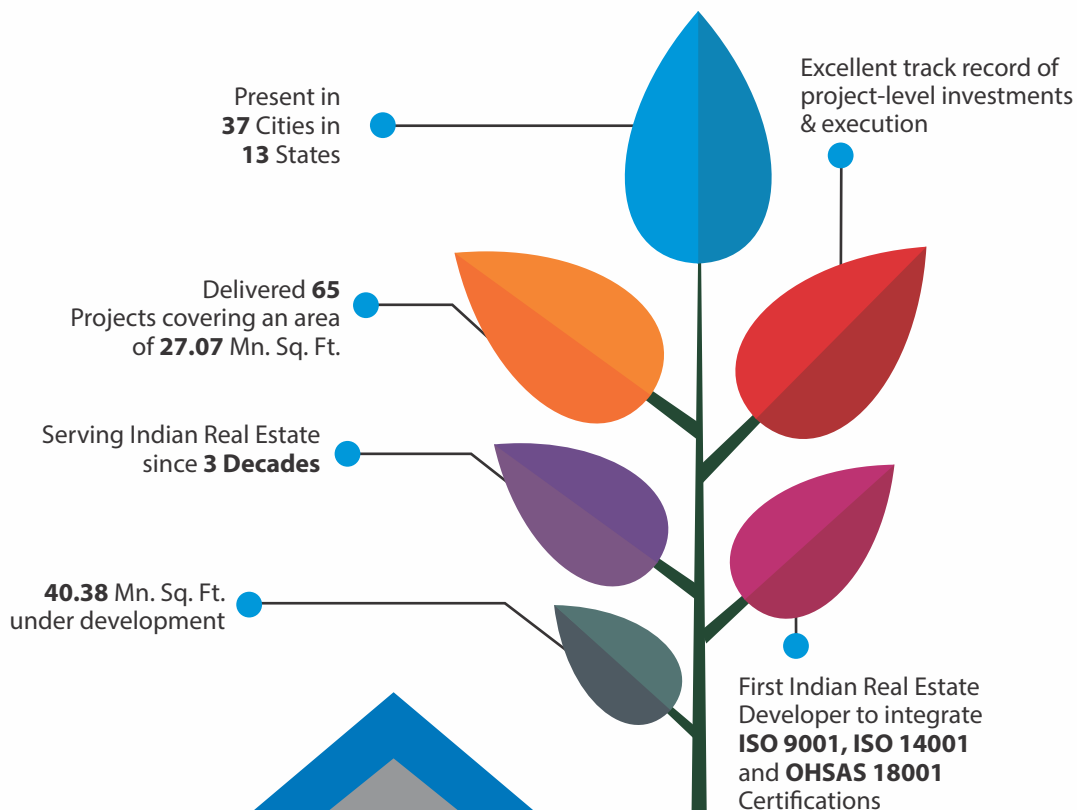 Present in
37 Cities in
13 States
Excellent track record of
project-level investments
& execution
Delivered 65
Projects covering an area
of 27.07 Mn. Sq. Ft.
Serving Indian Real Estate
since 3 Decades
40.38 Mn. Sq. Ft.
under development
First Indian Real Estate
Developer to integrate
ISO 9001, ISO 14001
and OHSAS 18001
Certifications